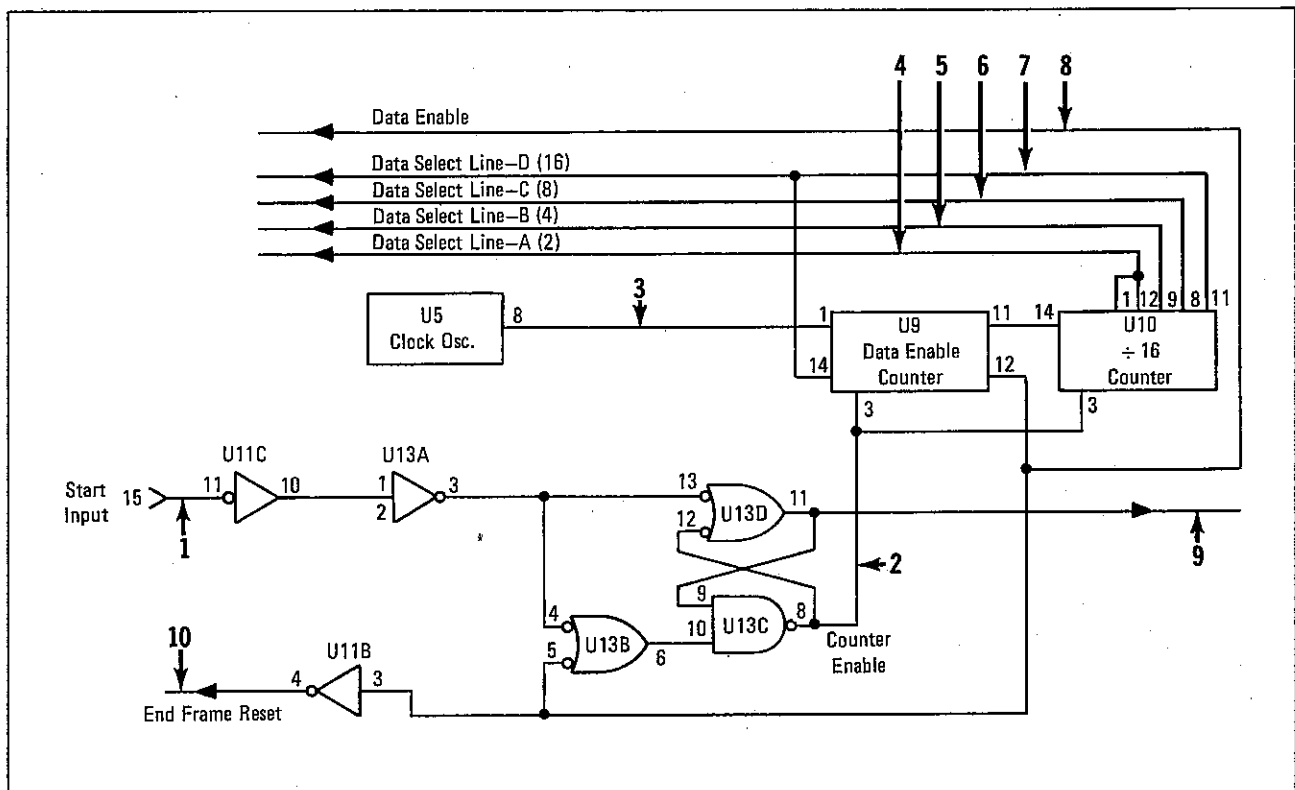 4 5 6 7 8
Data Enable
Data Select Line–D (16)
Data Select Line–C (8)
Data Select Line–B (4)
Data Select Line–A (2)
3
U5
Clock Osc.
8
1
14
U9
Data Enable
Counter
11
12
3
14
1 12 9 8 11
U10
÷ 16
Counter
3
U11C
U13A
Start
Input
15
11
10
1
2
3
13
12
U13D
11
1
2
9
9
10
U13C
8
4
5
U13B
6
Counter
Enable
10
U11B
4
3
End Frame Reset